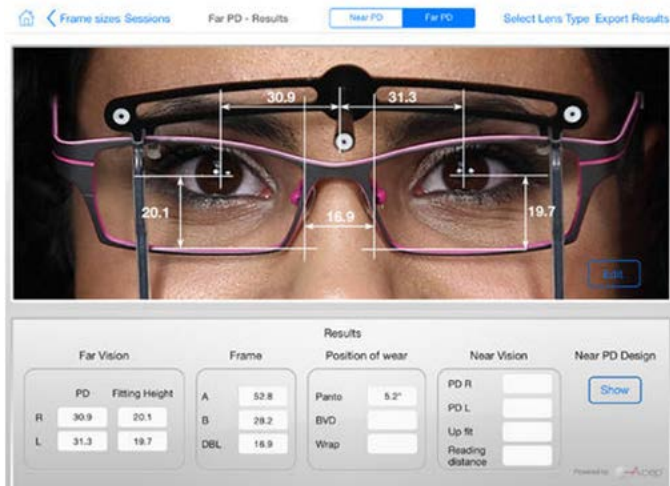 Frame sizes Sessions Far PD - Results Near PD Far PD Select Lens Type Export Results
30.9 31.3
20.1 16.9 19.7
Edit
Results
Far Vision Frame Position of wear Near Vision Near PD Design
PD Fitting Height
R 30.9 20.1
L 31.3 19.7
A 52.8
B 28.2
DBL 16.9
Panto 5.2°
BVD
Wrap
PD R
PD L
Up fit
Reading
distance
Show
Powered by Acep